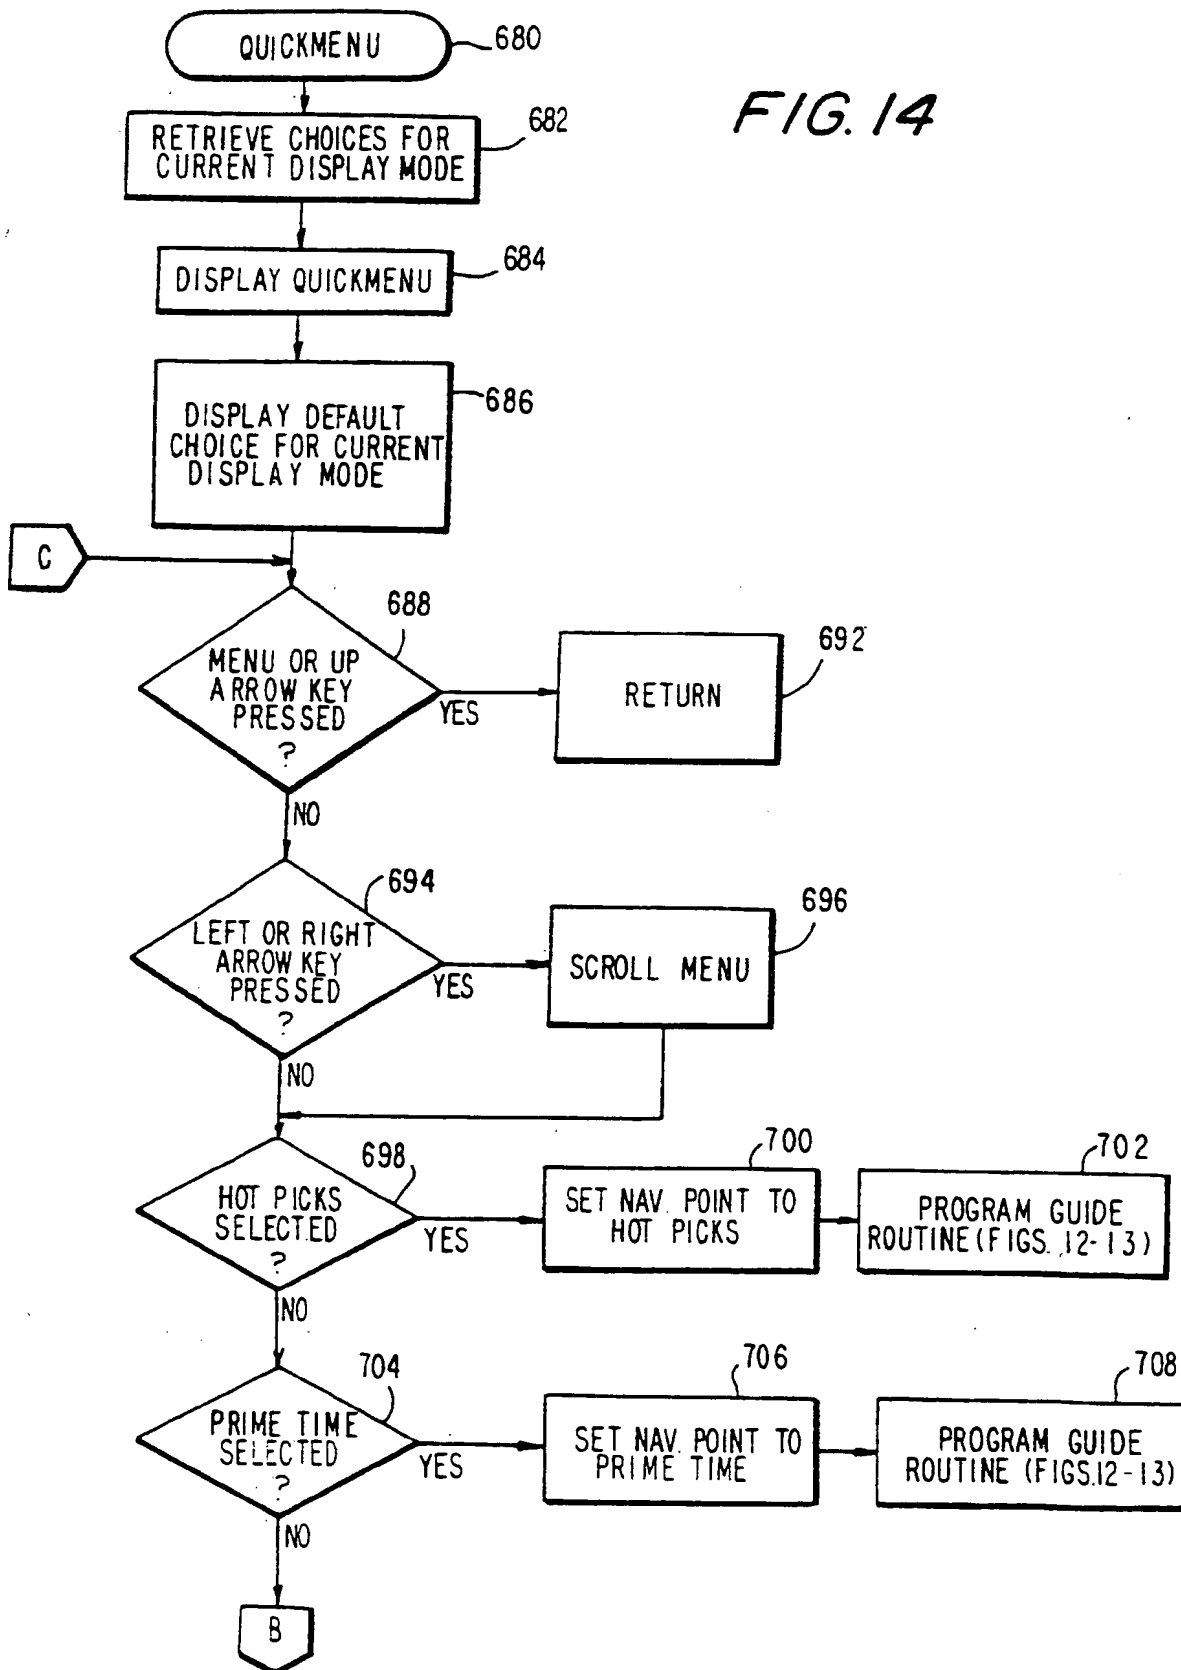 QUICKMENU
680
FIG. 14
RETRIEVE CHOICES FOR
CURRENT DISPLAY MODE
682
DISPLAY QUICKMENU
684
DISPLAY DEFAULT
CHOICE FOR CURRENT
DISPLAY MODE
686
C
MENU OR UP
ARROW KEY
PRESSED
?
688
YES
RETURN
692
NO
LEFT OR RIGHT
ARROW KEY
PRESSED
?
694
YES
SCROLL MENU
696
NO
HOT PICKS
SELECTED
?
698
YES
SET NAV. POINT TO
HOT PICKS
700
PROGRAM GUIDE
ROUTINE (FIGS. 12-13)
702
NO
PRIME TIME
SELECTED
?
704
YES
SET NAV. POINT TO
PRIME TIME
706
PROGRAM GUIDE
ROUTINE (FIGS.12-13)
708
NO
B